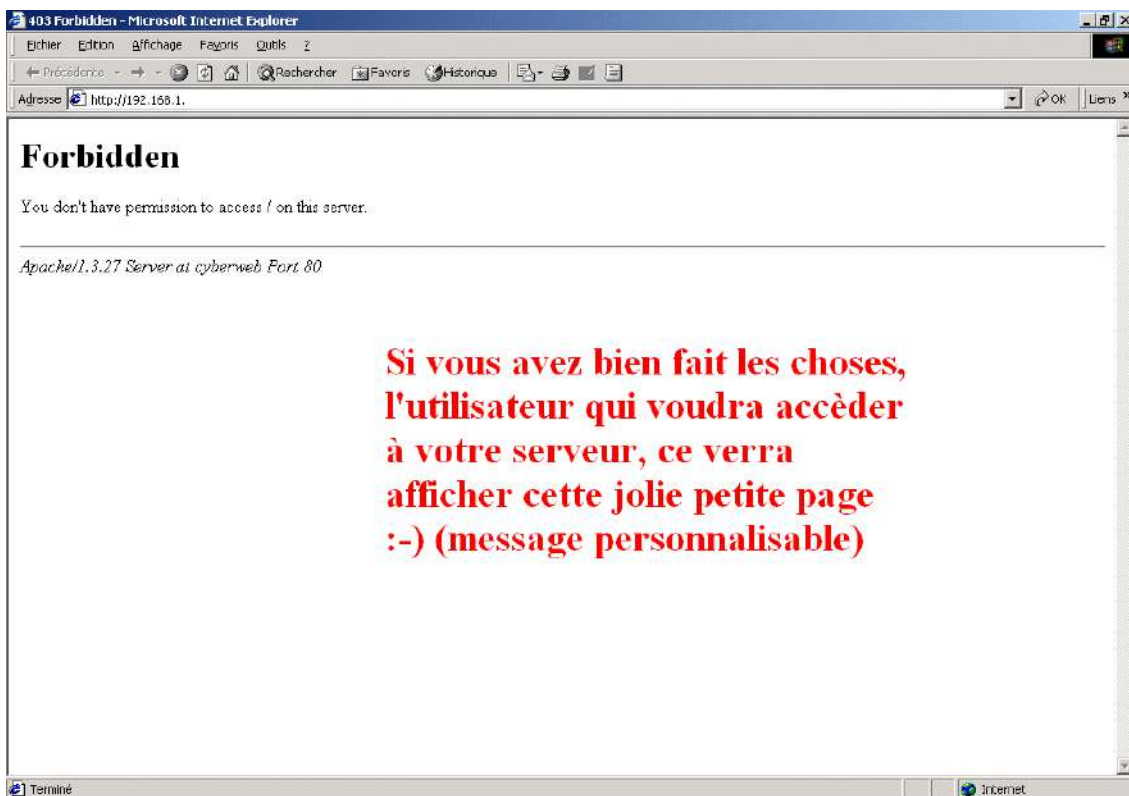 403 Forbidden - Microsoft Internet Explorer
Fichier Edition Affichage Favoris Outils ?
Précédente Rechercher Favoris Historique
Adresse http://192.168.1. OK Liens »
Forbidden
You don't have permission to access / on this server.
Apache/1.3.27 Server at cyberweb Port 80
Si vous avez bien fait les choses,
l'utilisateur qui voudra accèder
à votre serveur, ce verra
afficher cette jolie petite page
:-) (message personnalisable)
Terminé Internet